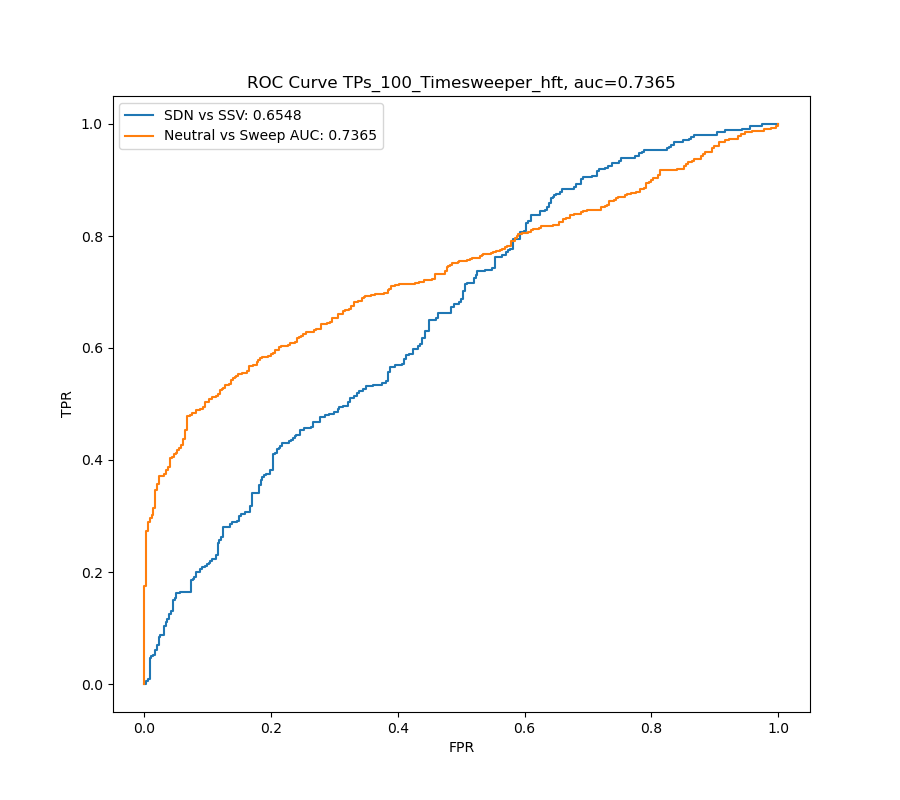 ROC Curve TPs_100_Timesweeper_hft, auc=0.7365
SDN vs SSV: 0.6548
Neutral vs Sweep AUC: 0.7365
1.0
0.8
0.6
0.4
0.2
0.0
TPR
0.0 0.2 0.4 0.6 0.8 1.0
FPR